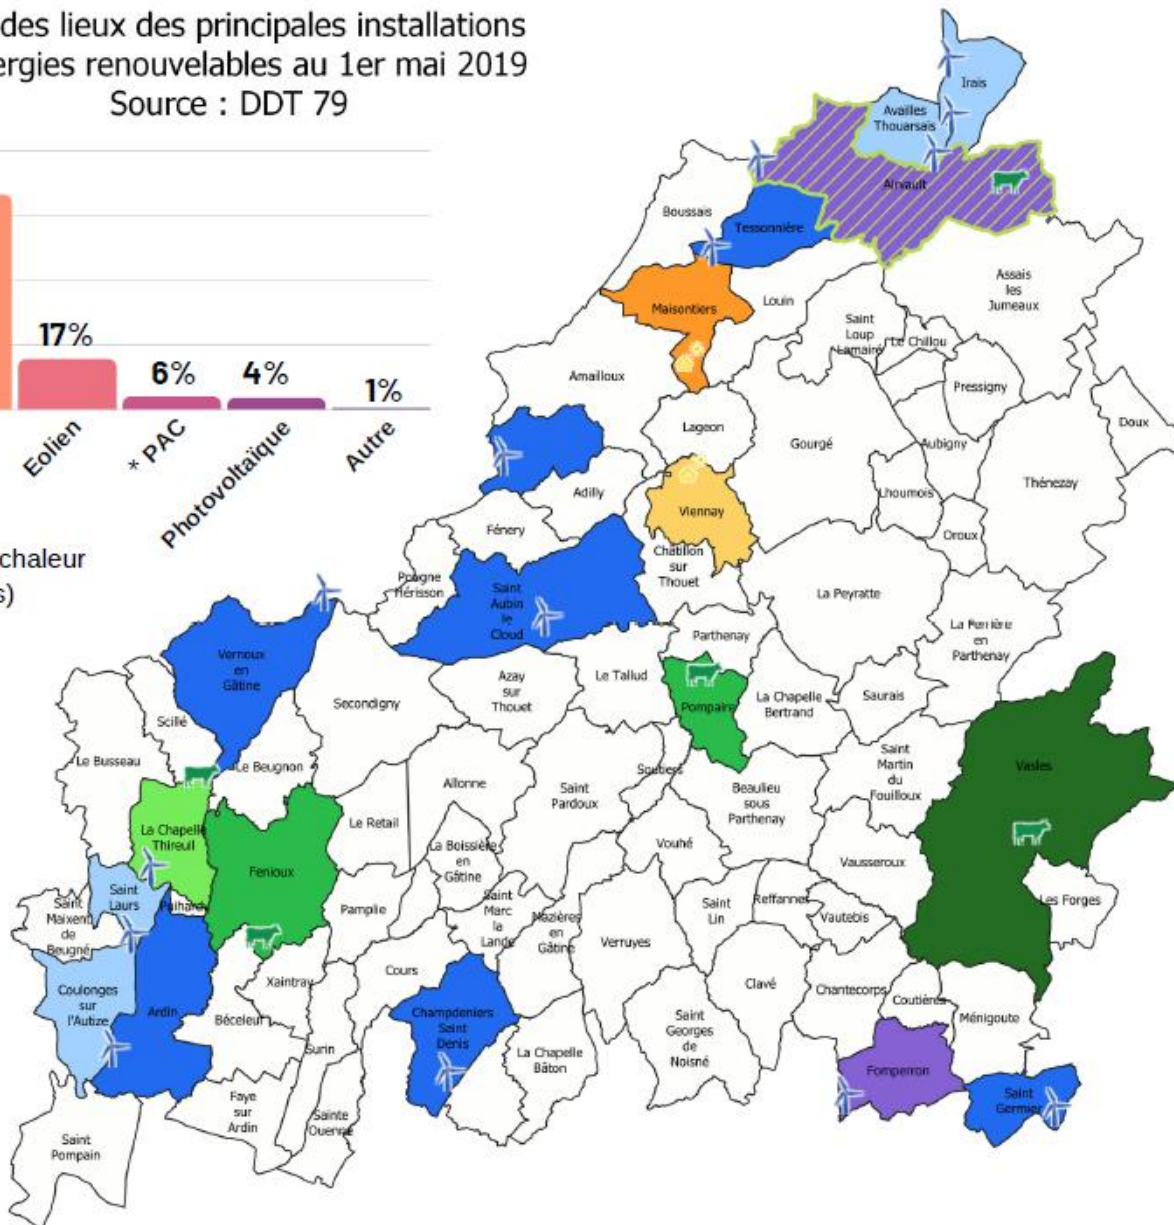 des lieux des principales installations
ergies renouvelables au 1er mai 2019
Source : DDT 79
17%
6%
4%
1%
Eolien
* PAC
Photovoltaïque
Autre
chaleur
s)
Irais
Availles
Thouarsais
Airvault
Boussais
Tessonnière
Assais
les
Jumeaux
Maisontiers
Louin
Saint
Loup
Lamairé
Le Chillou
Amailloux
Pressigny
Doux
Lageon
Gourgé
Aubigny
Thénezay
Lhoumois
Adilly
Viennay
Fénery
Oroux
Chatillon
sur
Thouet
Pougne
Hérisson
Saint
Aubin
le
Cloud
La Peyratte
La Ferrière
en
Parthenay
Parthenay
Vernoux
en
Gâtine
Secondigny
Azay
sur
Thouet
Le Tallud
La Chapelle
Bertrand
Saurais
Pompaire
Scillé
Le Busseau
Le Beugnon
Saint
Martin
du
Fouilloux
Vasles
Allonne
Saint
Pardoux
Soutiers
Beaulieu
sous
Parthenay
La Chapelle
Thireuil
Le Retail
Vouhé
La Boissière
en
Gâtine
Vausseroux
Fenioux
Saint
Laurs
Puihardy
Saint
Maixent
de
Beugné
Pamplie
Saint
Marc
la
Lande
Mazières
en
Gâtine
Verruyes
Saint
Lin
Reffannes
Vautebis
Les Forges
Coulonges
sur
l'Autize
Ardin
Xaintray
Béceleuf
Cours
Clavé
Chantecorps
Coutières
Ménigoute
Champdeniers
Saint
Denis
Surin
La Chapelle
Bâton
Saint
Georges
de
Noisné
Fomperron
Saint
Germier
Faye
sur
Ardin
Sainte
Ouenne
Saint
Pompain